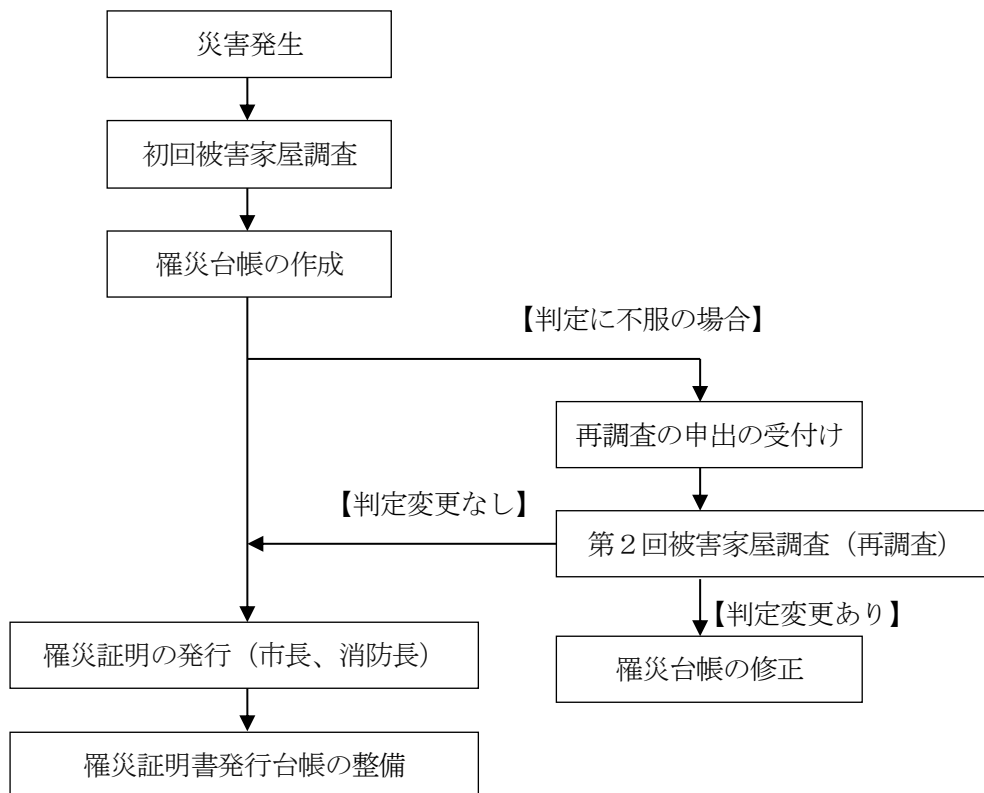 災害発生
初回被害家屋調査
罹災台帳の作成
【判定に不服の場合】
再調査の申出の受付け
【判定変更なし】
第２回被害家屋調査（再調査）
【判定変更あり】
罹災証明の発行（市長、消防長）
罹災台帳の修正
罹災証明書発行台帳の整備